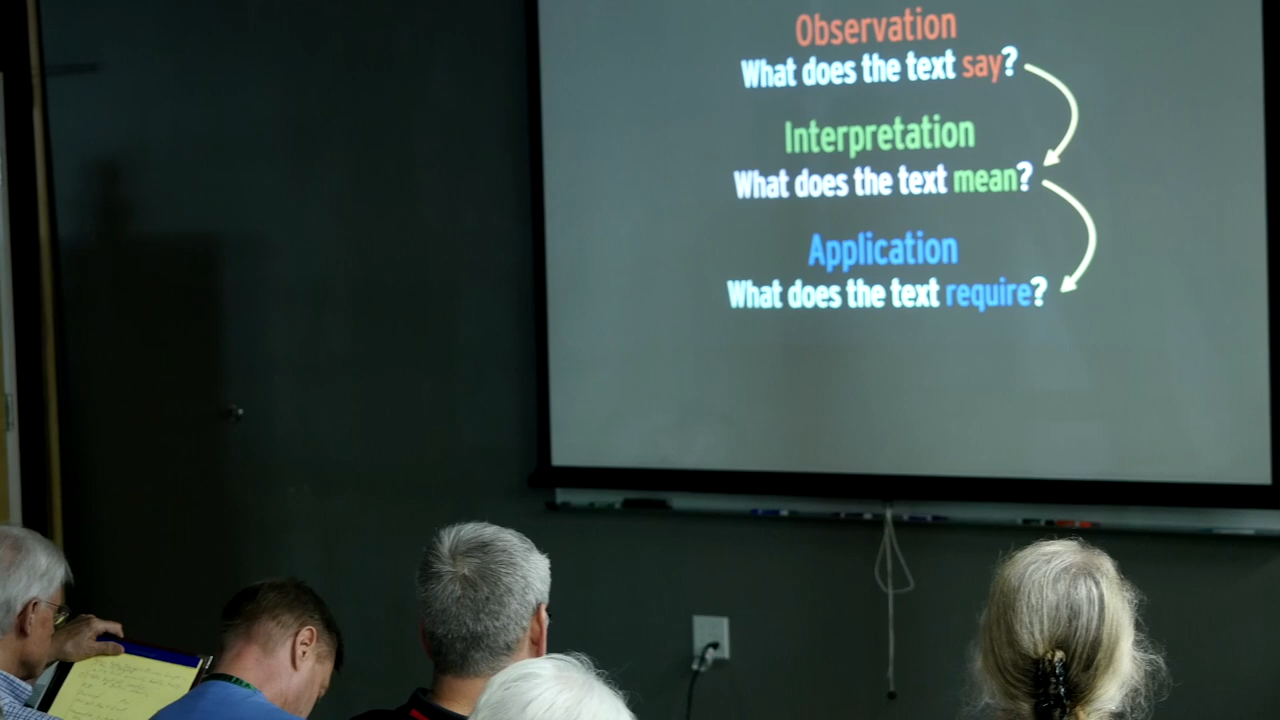 Observation
What does the text say?
Interpretation
What does the text mean?
Application
What does the text require?